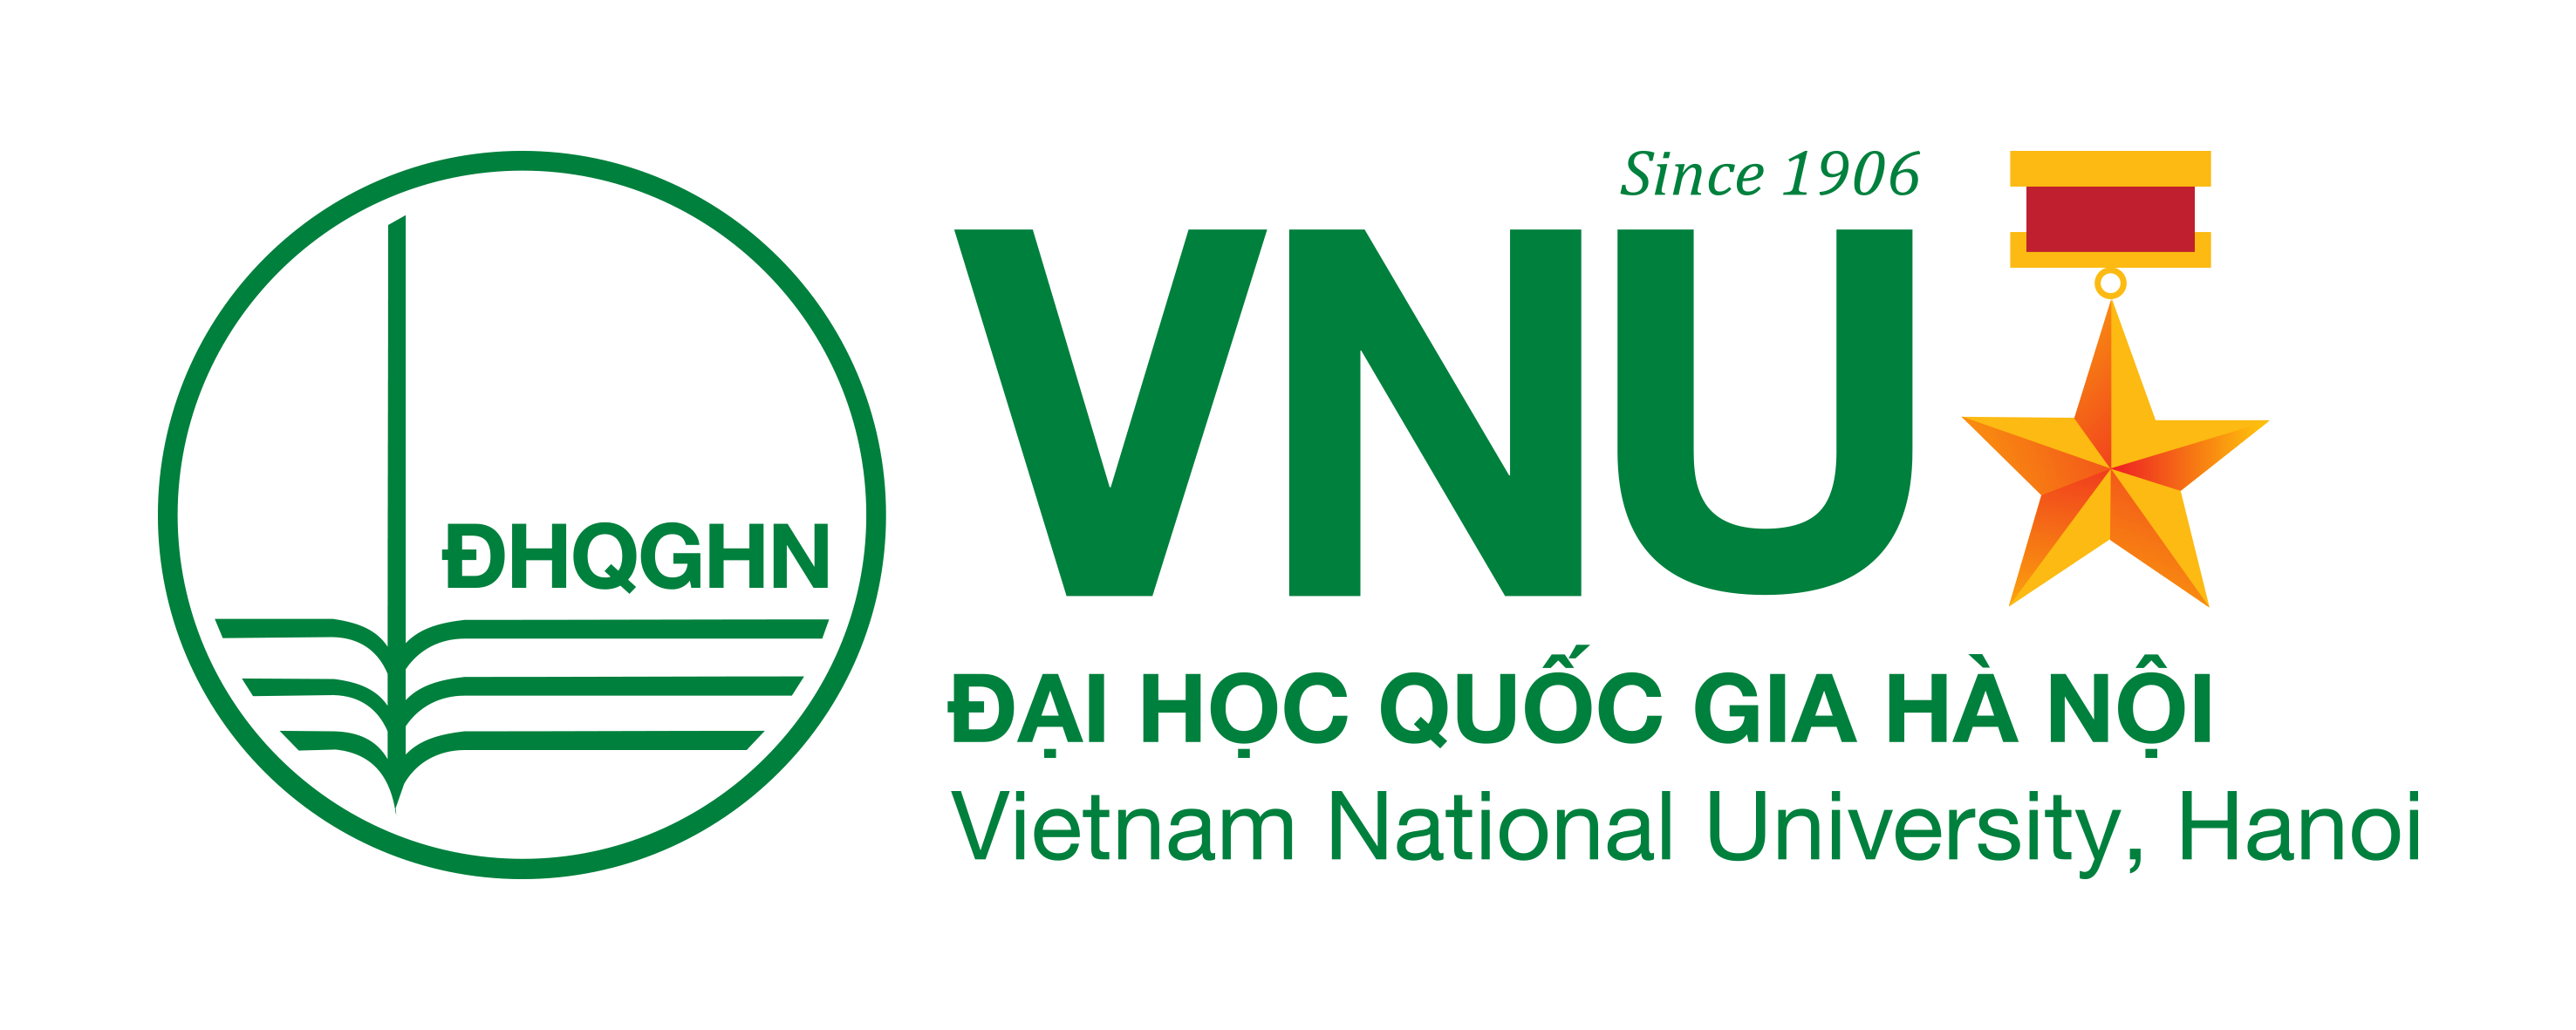 ĐHQGHN
Since 1906
VNU
ĐẠI HỌC QUỐC GIA HÀ NỘI
Vietnam National University, Hanoi